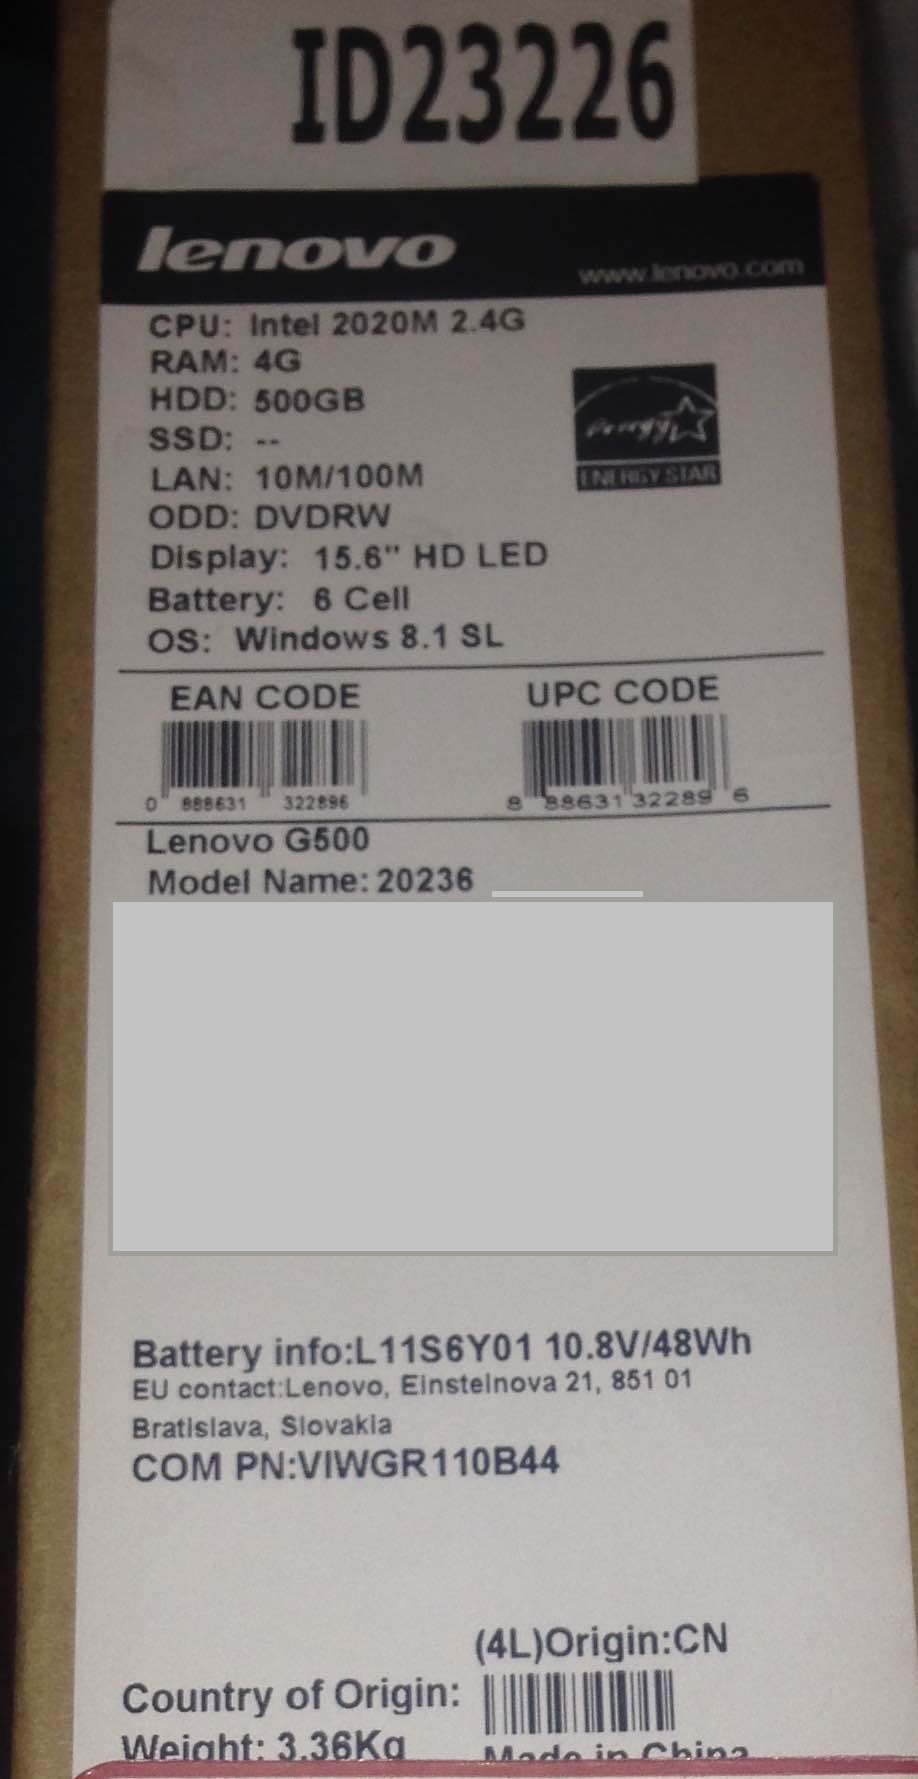 ID23226
lenovo
www.lenovo.com
CPU: Intel 2020M 2.4G
RAM: 4G
HDD: 500GB
SSD: --
LAN: 10M/100M
ODD: DVDRW
Display: 15.6" HD LED
Battery: 6 Cell
OS: Windows 8.1 SL
energy
ENERGY STAR
EAN CODE
0 888631 322896
UPC CODE
8 88631 32289 6
Lenovo G500
Model Name: 20236
Battery info:L11S6Y01 10.8V/48Wh
EU contact:Lenovo, Einsteinova 21, 851 01
Bratislava, Slovakia
COM PN:VIWGR110B44
(4L)Origin:CN
Country of Origin:
Weight: 3.36Kg
Made in China